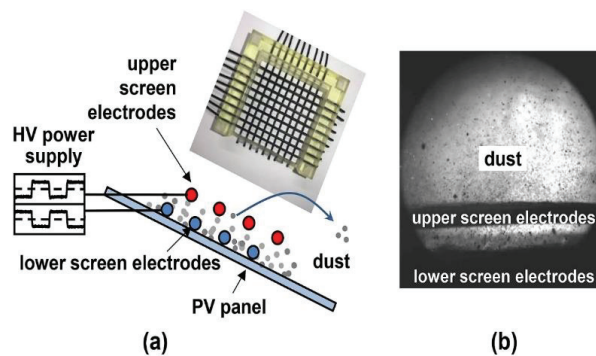 upper
screen
electrodes
HV power
supply
lower screen electrodes
dust
PV panel
(a)
dust
upper screen electrodes
lower screen electrodes
(b)